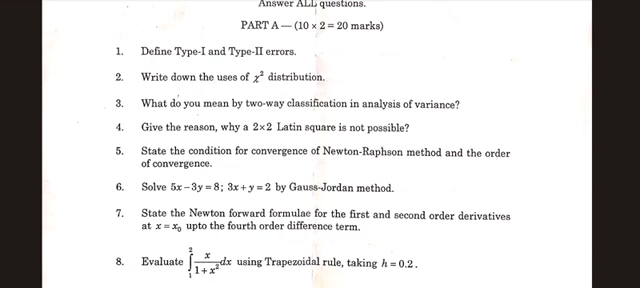 Answer ALL questions.
PART A — (10 × 2 = 20 marks)
1. Define Type-I and Type-II errors.
2. Write down the uses of χ² distribution.
3. What do you mean by two-way classification in analysis of variance?
4. Give the reason, why a 2×2 Latin square is not possible?
5. State the condition for convergence of Newton-Raphson method and the order
of convergence.
6. Solve 5x – 3y = 8; 3x + y = 2 by Gauss-Jordan method.
7. State the Newton forward formulae for the first and second order derivatives
at x = x₀ upto the fourth order difference term.
8. Evaluate ∫₁² x/(1 + x²) dx using Trapezoidal rule, taking h = 0.2.